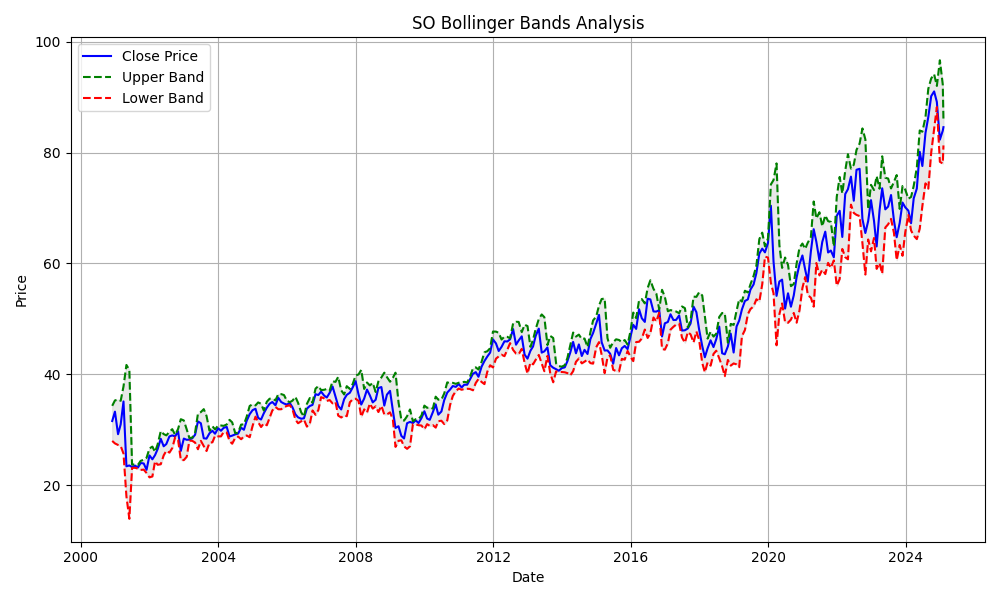 SO Bollinger Bands Analysis
Close Price
Upper Band
Lower Band
Price
100
80
60
40
20
2000 2004 2008 2012 2016 2020 2024
Date